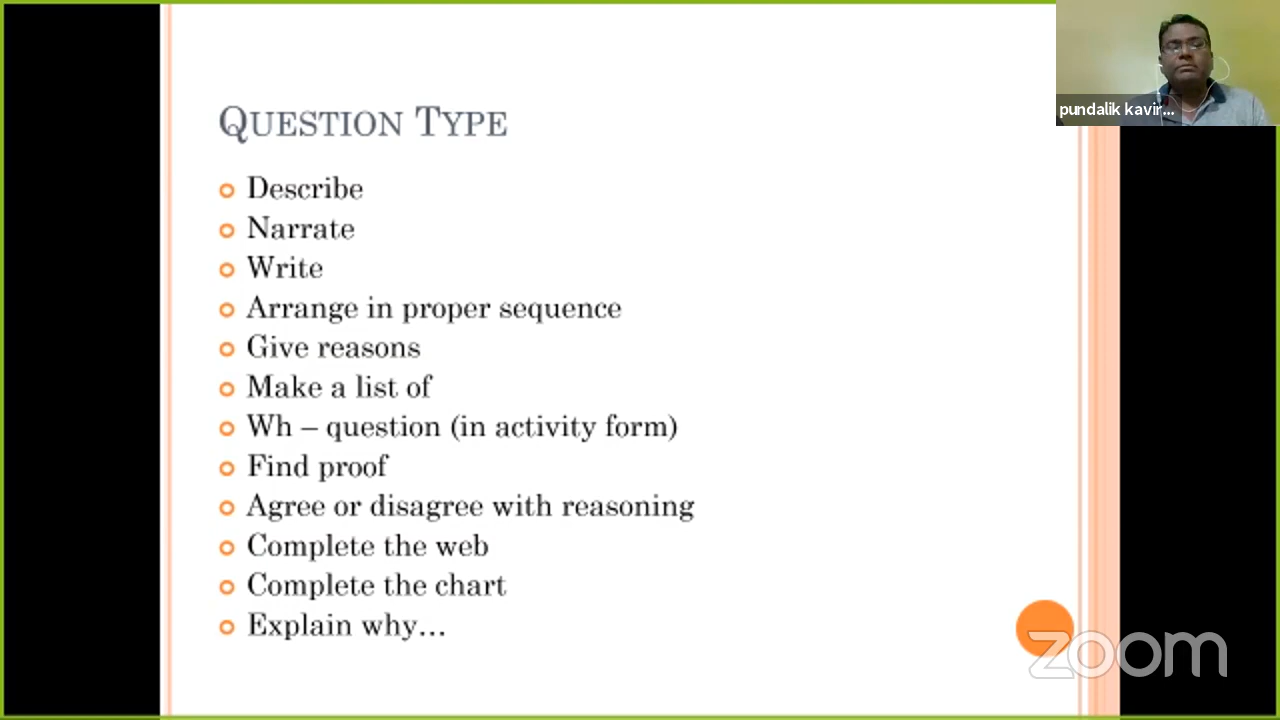 QUESTION TYPE
Describe
Narrate
Write
Arrange in proper sequence
Give reasons
Make a list of
Wh – question (in activity form)
Find proof
Agree or disagree with reasoning
Complete the web
Complete the chart
Explain why...
pundalik kavir...
zoom